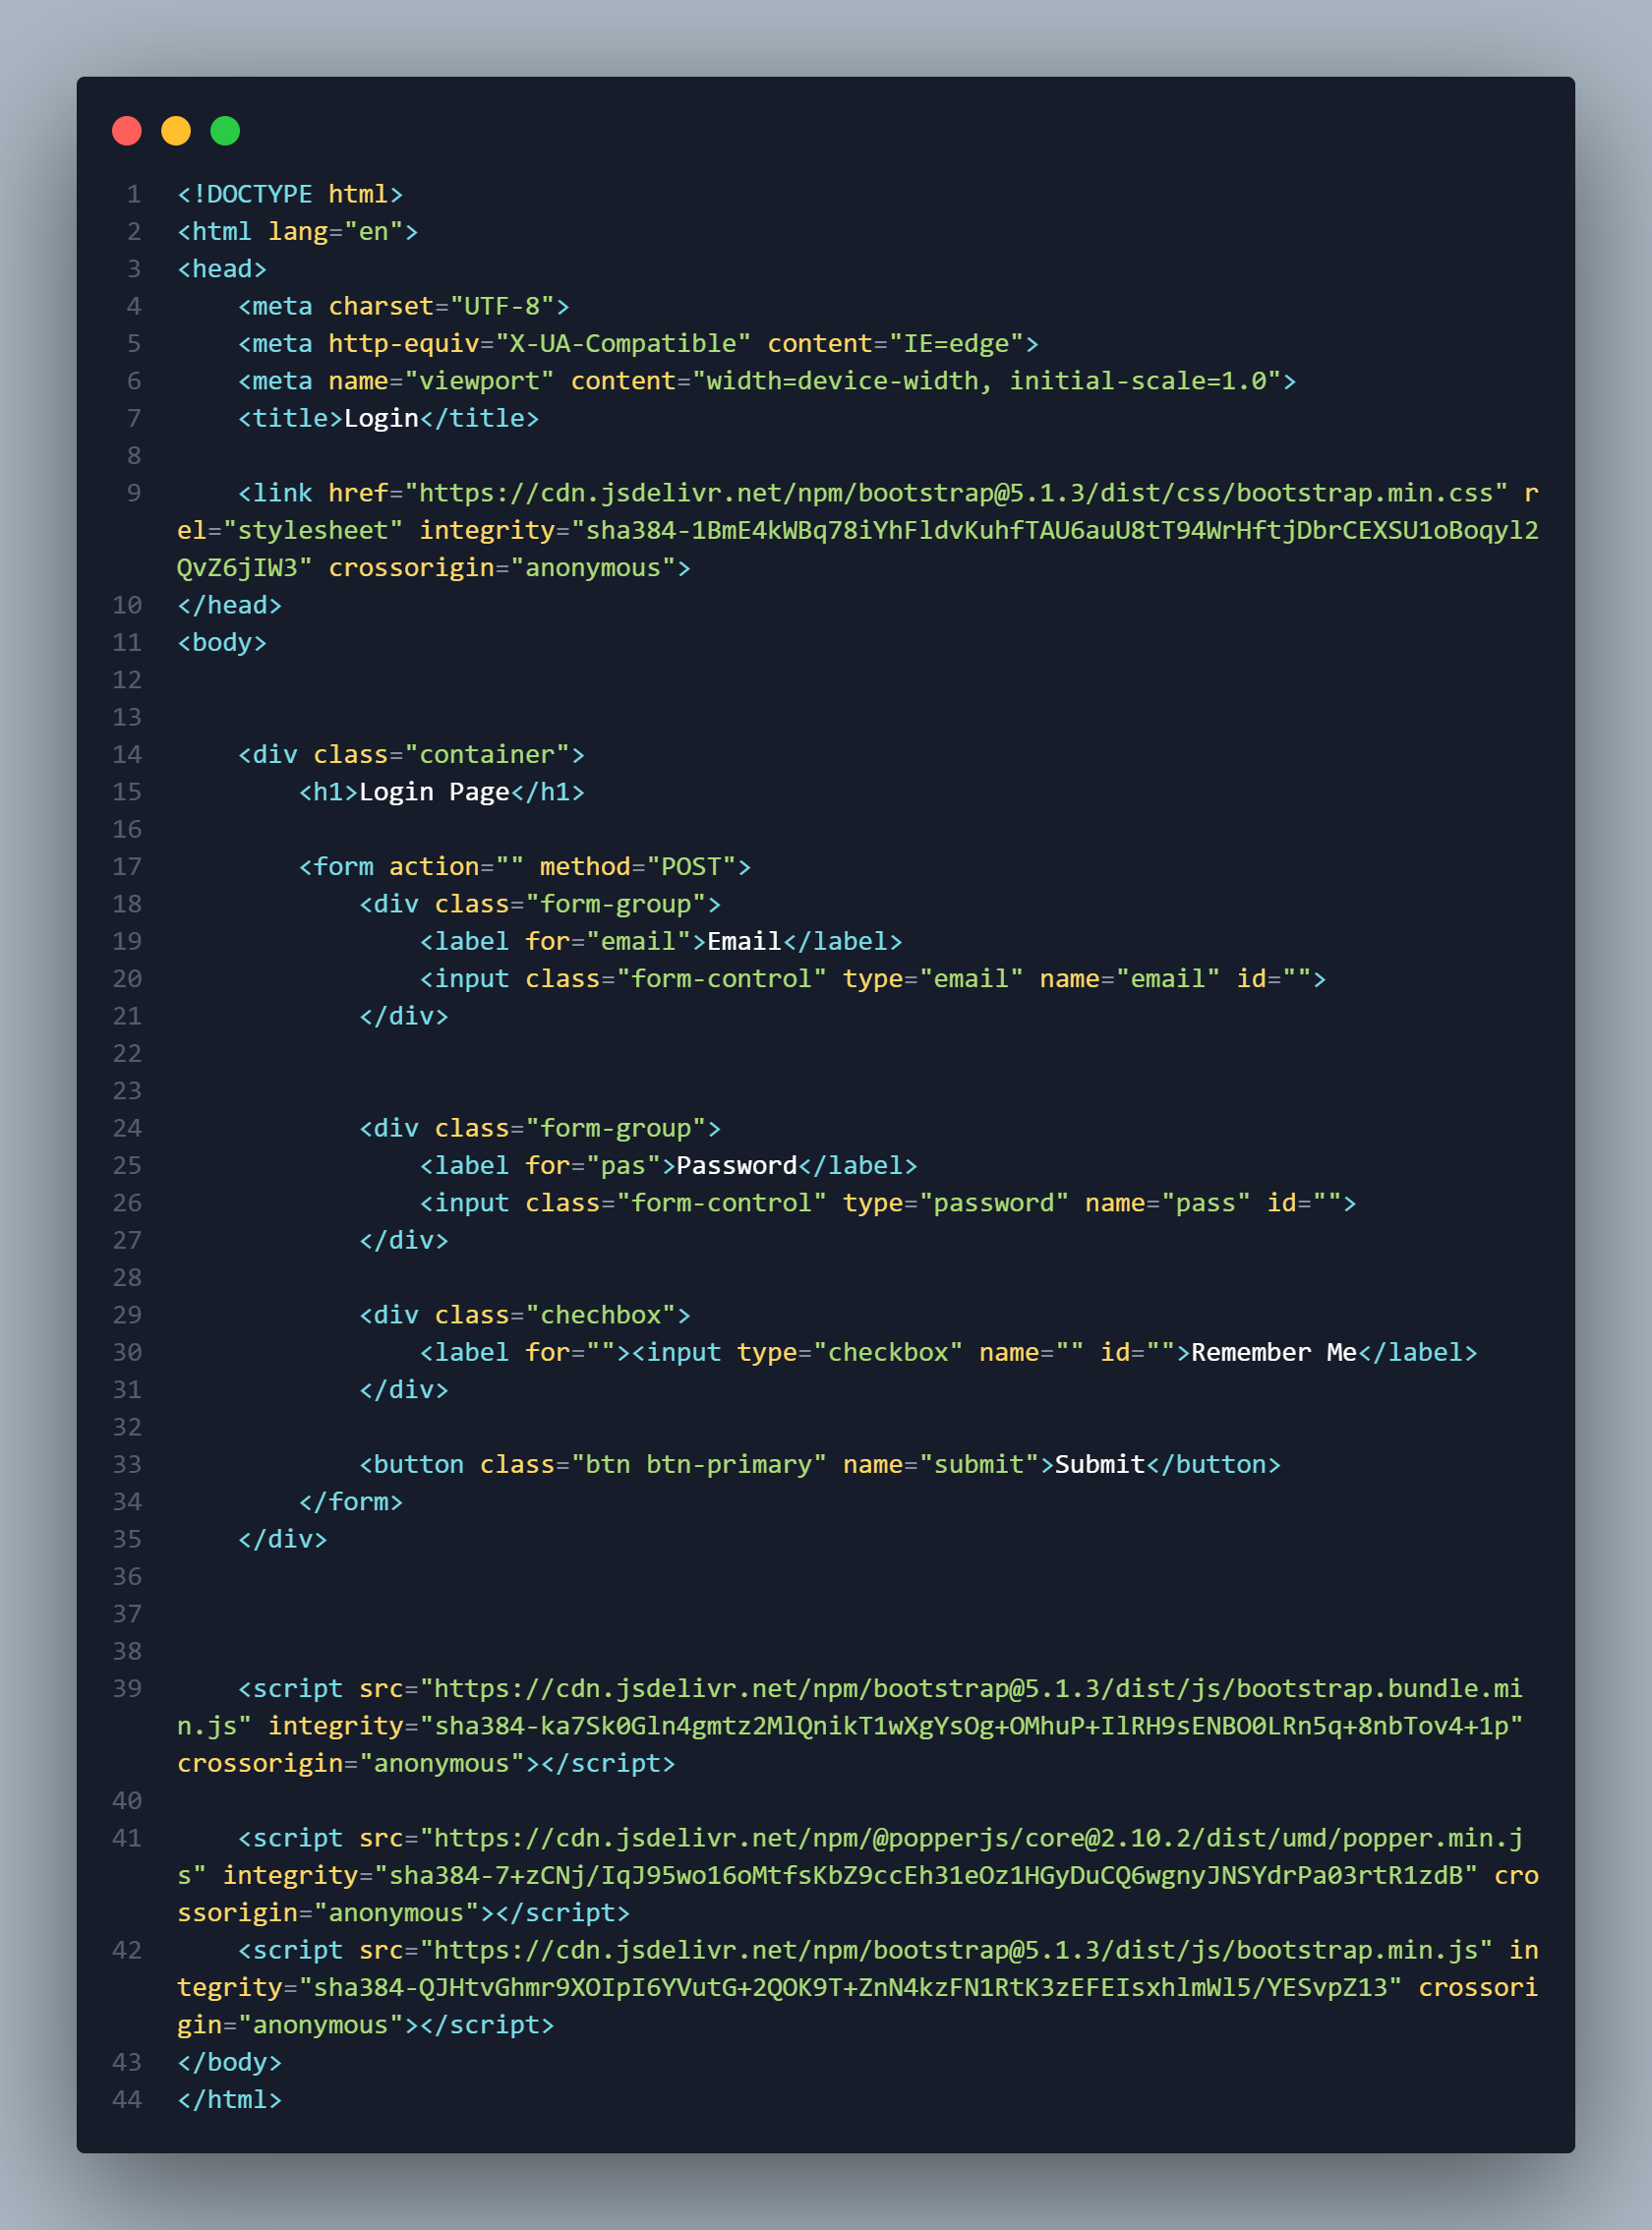 1 <!DOCTYPE html>
2 <html lang="en">
3 <head>
4     <meta charset="UTF-8">
5     <meta http-equiv="X-UA-Compatible" content="IE=edge">
6     <meta name="viewport" content="width=device-width, initial-scale=1.0">
7     <title>Login</title>
8
9     <link href="https://cdn.jsdelivr.net/npm/bootstrap@5.1.3/dist/css/bootstrap.min.css" r
el="stylesheet" integrity="sha384-1BmE4kWBq78iYhFldvKuhfTAU6auU8tT94WrHftjDbrCEXSU1oBoqyl2
QvZ6jIW3" crossorigin="anonymous">
10 </head>
11 <body>
12
13
14     <div class="container">
15         <h1>Login Page</h1>
16
17         <form action="" method="POST">
18             <div class="form-group">
19                 <label for="email">Email</label>
20                 <input class="form-control" type="email" name="email" id="">
21             </div>
22
23
24             <div class="form-group">
25                 <label for="pas">Password</label>
26                 <input class="form-control" type="password" name="pass" id="">
27             </div>
28
29             <div class="chechbox">
30                 <label for=""><input type="checkbox" name="" id="">Remember Me</label>
31             </div>
32
33             <button class="btn btn-primary" name="submit">Submit</button>
34         </form>
35     </div>
36
37
38
39     <script src="https://cdn.jsdelivr.net/npm/bootstrap@5.1.3/dist/js/bootstrap.bundle.mi
n.js" integrity="sha384-ka7Sk0Gln4gmtz2MlQnikT1wXgYsOg+OMhuP+IlRH9sENBO0LRn5q+8nbTov4+1p"
crossorigin="anonymous"></script>
40
41     <script src="https://cdn.jsdelivr.net/npm/@popperjs/core@2.10.2/dist/umd/popper.min.j
s" integrity="sha384-7+zCNj/IqJ95wo16oMtfsKbZ9ccEh31eOz1HGyDuCQ6wgnyJNSYdrPa03rtR1zdB" cro
ssorigin="anonymous"></script>
42     <script src="https://cdn.jsdelivr.net/npm/bootstrap@5.1.3/dist/js/bootstrap.min.js" in
tegrity="sha384-QJHtvGhmr9XOIpI6YVutG+2QOK9T+ZnN4kzFN1RtK3zEFEIsxhlmWl5/YESvpZ13" crossori
gin="anonymous"></script>
43 </body>
44 </html>